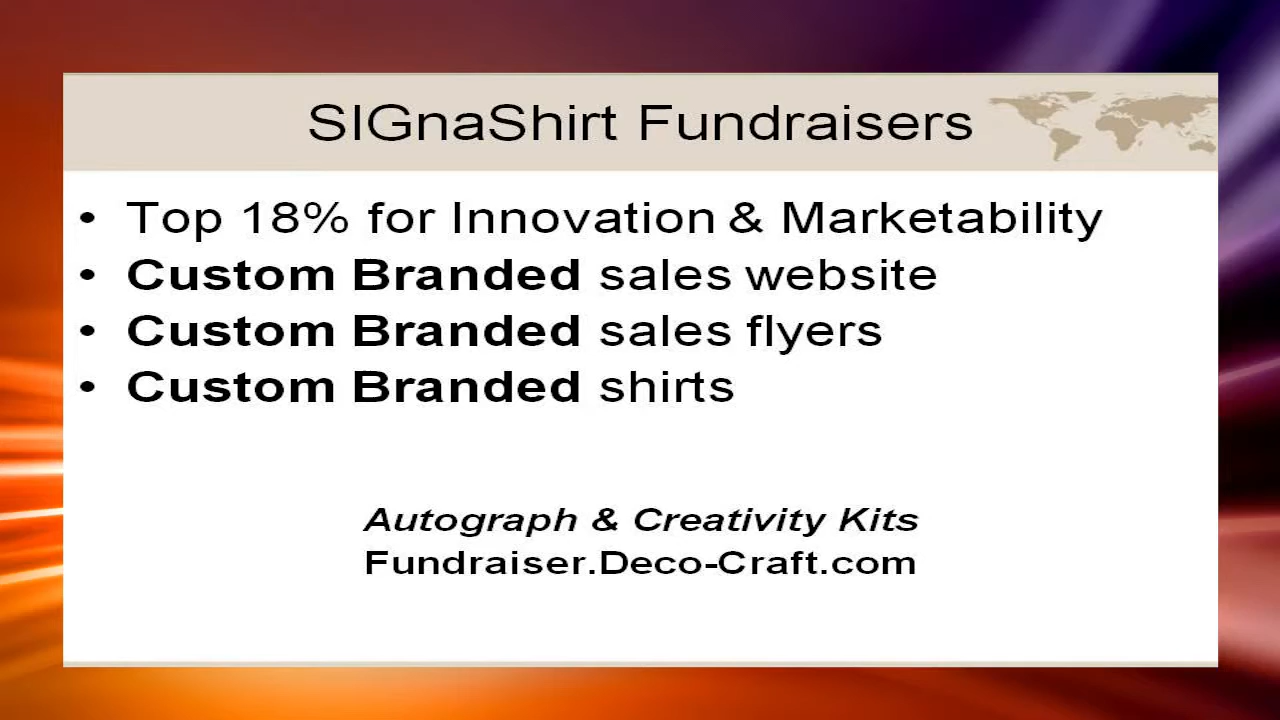 SIGnaShirt Fundraisers
• Top 18% for Innovation & Marketability
• Custom Branded sales website
• Custom Branded sales flyers
• Custom Branded shirts
Autograph & Creativity Kits
Fundraiser.Deco-Craft.com